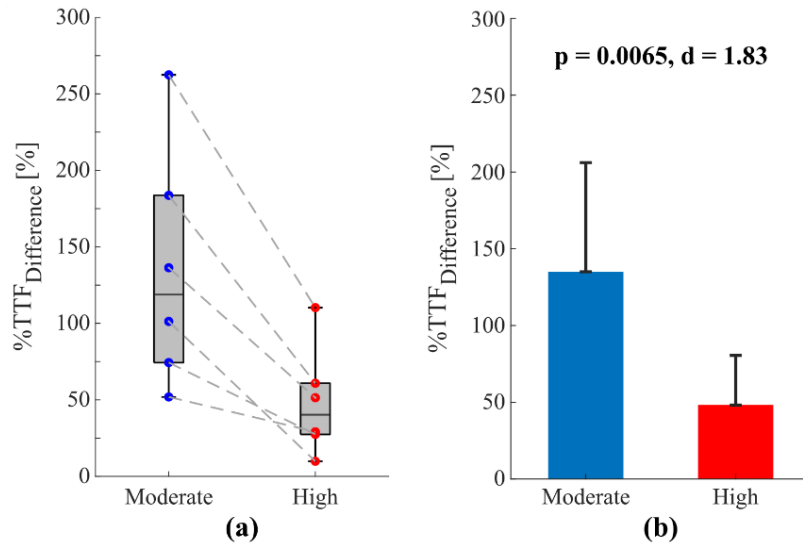 300
250
200
150
100
50
0
%TTF_Difference [%]
Moderate High
(a)
p = 0.0065, d = 1.83
300
250
200
150
100
50
0
%TTF_Difference [%]
Moderate High
(b)